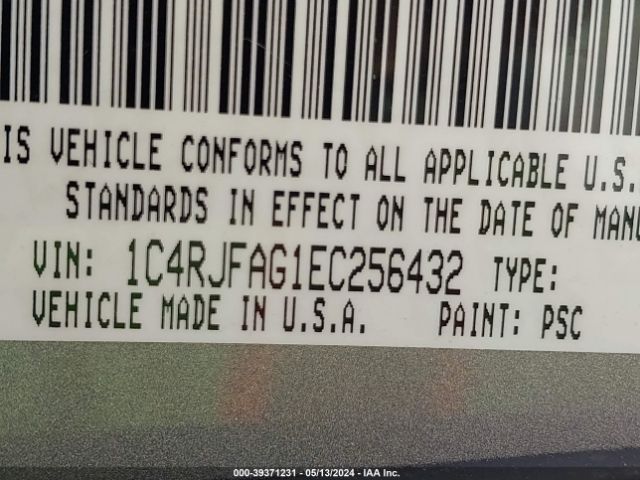 IS VEHICLE CONFORMS TO ALL APPLICABLE U.S.
STANDARDS IN EFFECT ON THE DATE OF MANU
VIN: 1C4RJFAG1EC256432 TYPE:
VEHICLE MADE IN U.S.A. PAINT: PSC
000-39371231 - 05/13/2024 - IAA Inc.